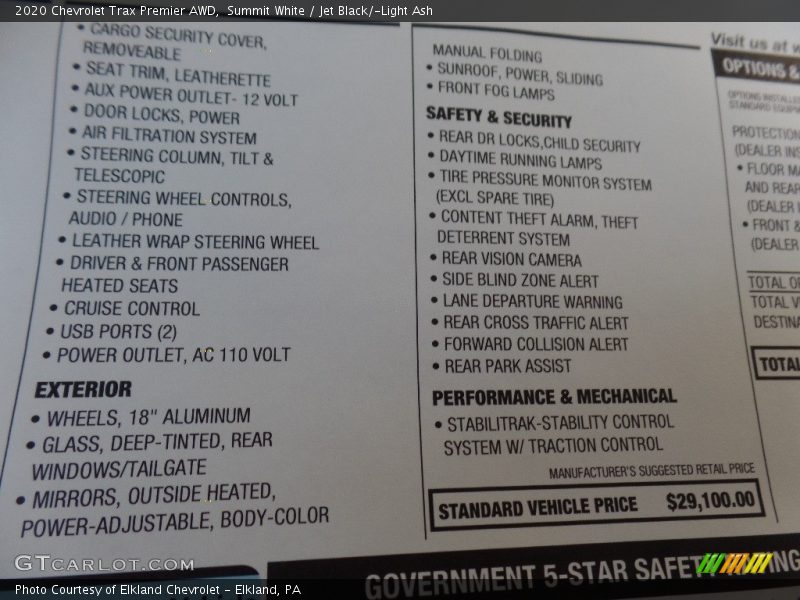 2020 Chevrolet Trax Premier AWD, Summit White / Jet Black/-Light Ash
• CARGO SECURITY COVER,
REMOVEABLE
• SEAT TRIM, LEATHERETTE
• AUX POWER OUTLET- 12 VOLT
• DOOR LOCKS, POWER
• AIR FILTRATION SYSTEM
• STEERING COLUMN, TILT &
TELESCOPIC
• STEERING WHEEL CONTROLS,
AUDIO / PHONE
• LEATHER WRAP STEERING WHEEL
• DRIVER & FRONT PASSENGER
HEATED SEATS
• CRUISE CONTROL
• USB PORTS (2)
• POWER OUTLET, AC 110 VOLT
EXTERIOR
• WHEELS, 18" ALUMINUM
• GLASS, DEEP-TINTED, REAR
WINDOWS/TAILGATE
• MIRRORS, OUTSIDE HEATED,
POWER-ADJUSTABLE, BODY-COLOR
MANUAL FOLDING
• SUNROOF, POWER, SLIDING
• FRONT FOG LAMPS
SAFETY & SECURITY
• REAR DR LOCKS,CHILD SECURITY
• DAYTIME RUNNING LAMPS
• TIRE PRESSURE MONITOR SYSTEM
(EXCL SPARE TIRE)
• CONTENT THEFT ALARM, THEFT
DETERRENT SYSTEM
• REAR VISION CAMERA
• SIDE BLIND ZONE ALERT
• LANE DEPARTURE WARNING
• REAR CROSS TRAFFIC ALERT
• FORWARD COLLISION ALERT
• REAR PARK ASSIST
PERFORMANCE & MECHANICAL
• STABILITRAK-STABILITY CONTROL
SYSTEM W/ TRACTION CONTROL
MANUFACTURER'S SUGGESTED RETAIL PRICE
STANDARD VEHICLE PRICE $29,100.00
Visit us at
OPTIONS &
OPTIONS INSTALLE
STANDARD EQUIPM
PROTECTION
(DEALER INS
• FLOOR MA
AND REAR
(DEALER I
• FRONT &
(DEALER
TOTAL O
TOTAL V
DESTINA
TOTAL
GOVERNMENT 5-STAR SAFET
GTCARLOT.COM
Photo Courtesy of Elkland Chevrolet - Elkland, PA